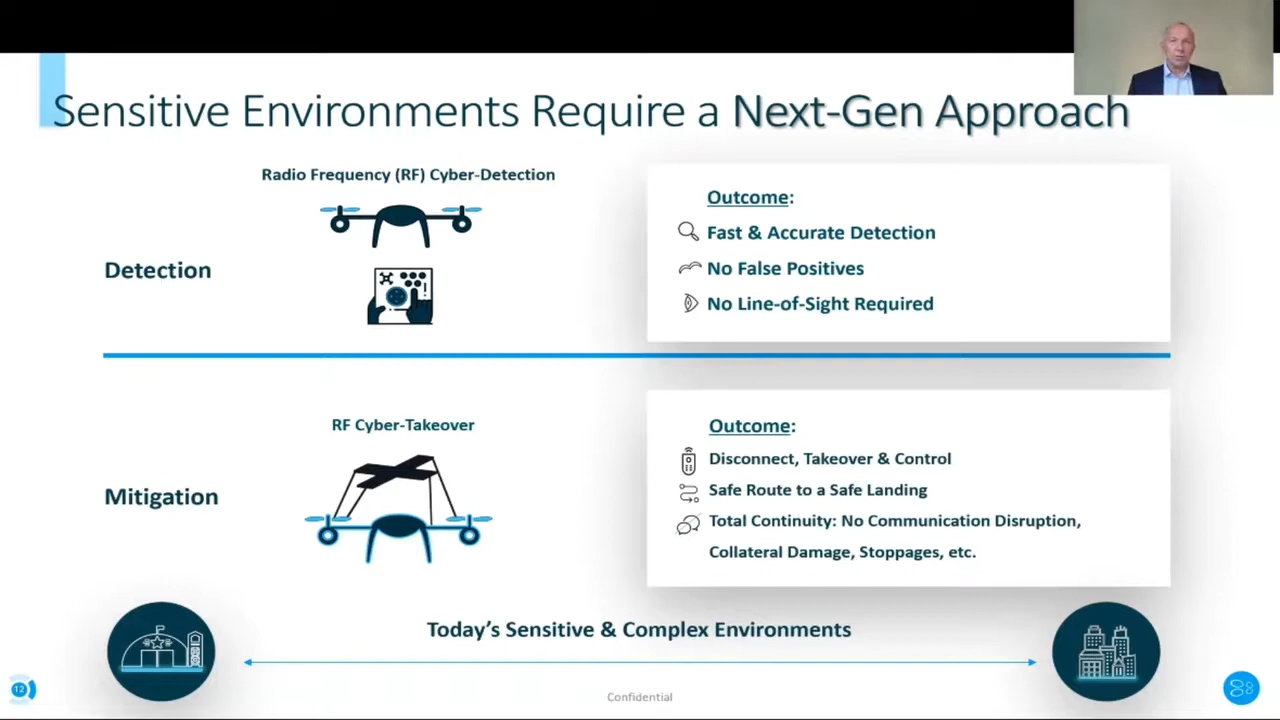 Sensitive Environments Require a Next-Gen Approach
Radio Frequency (RF) Cyber-Detection
Detection
Outcome:
Fast & Accurate Detection
No False Positives
No Line-of-Sight Required
RF Cyber-Takeover
Mitigation
Outcome:
Disconnect, Takeover & Control
Safe Route to a Safe Landing
Total Continuity: No Communication Disruption,
Collateral Damage, Stoppages, etc.
Today’s Sensitive & Complex Environments
12
Confidential